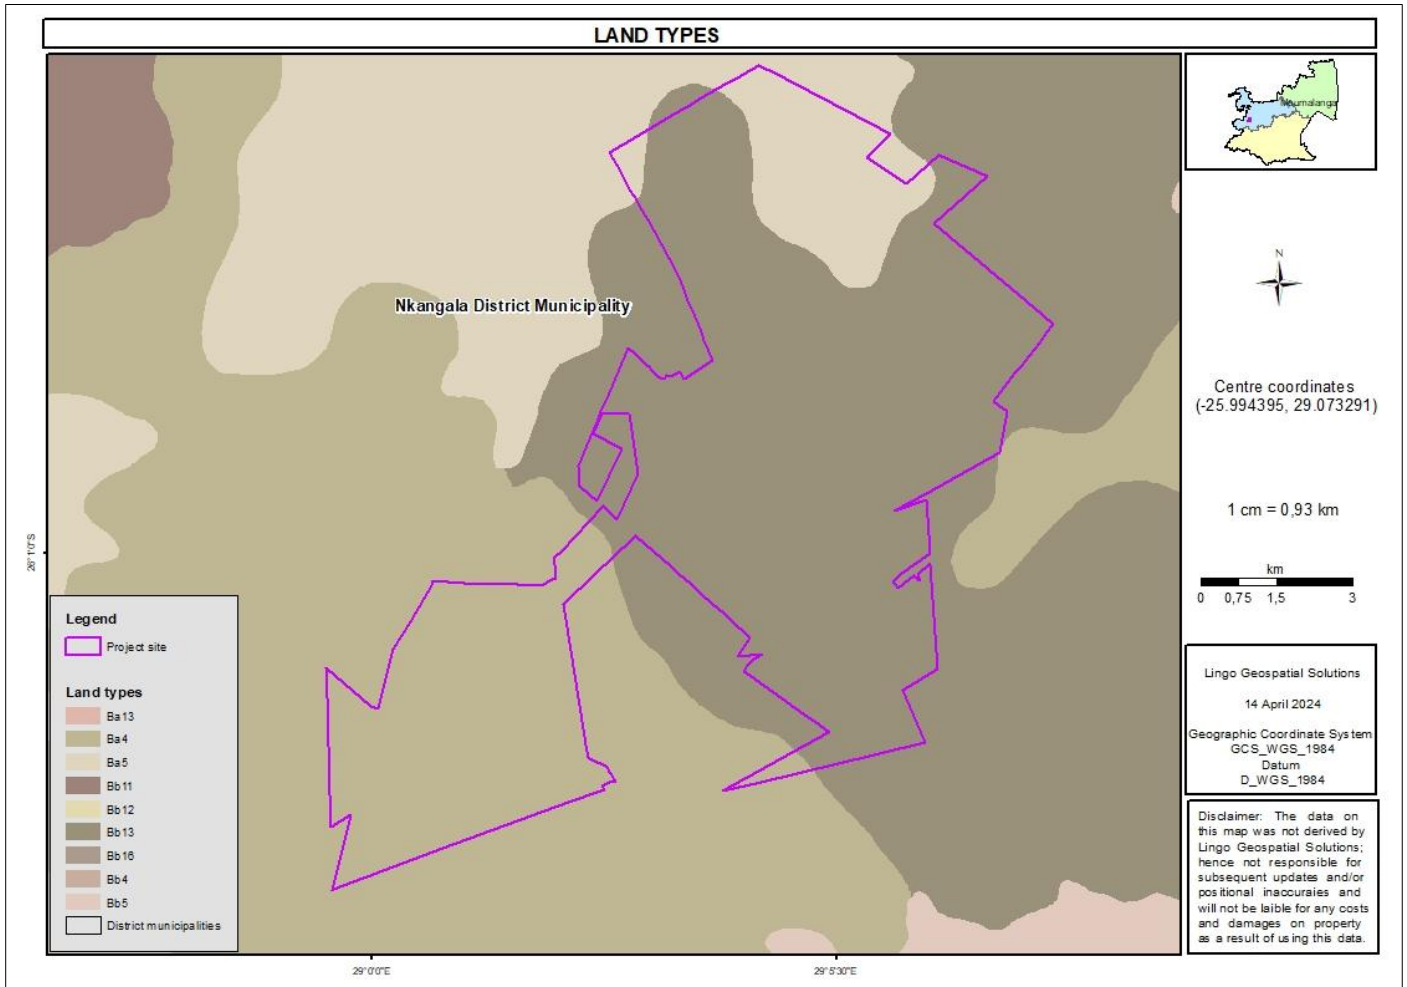 LAND TYPES
Mpumalanga
Nkangala District Municipality
N
Centre coordinates
(-25.994395, 29.073291)
1 cm = 0,93 km
km
0 0,75 1,5 3
26°1'0"S
Legend
Project site
Land types
Ba13
Ba4
Ba5
Bb11
Bb12
Bb13
Bb16
Bb4
Bb5
District municipalities
Lingo Geospatial Solutions
14 April 2024
Geographic Coordinate System
GCS_WGS_1984
Datum
D_WGS_1984
Disclaimer: The data on
this map was not derived by
Lingo Geospatial Solutions;
hence not responsible for
subsequent updates and/or
positional inaccuraies and
will not be laible for any costs
and damages on property
as a result of using this data.
29°0'0"E
29°5'30"E